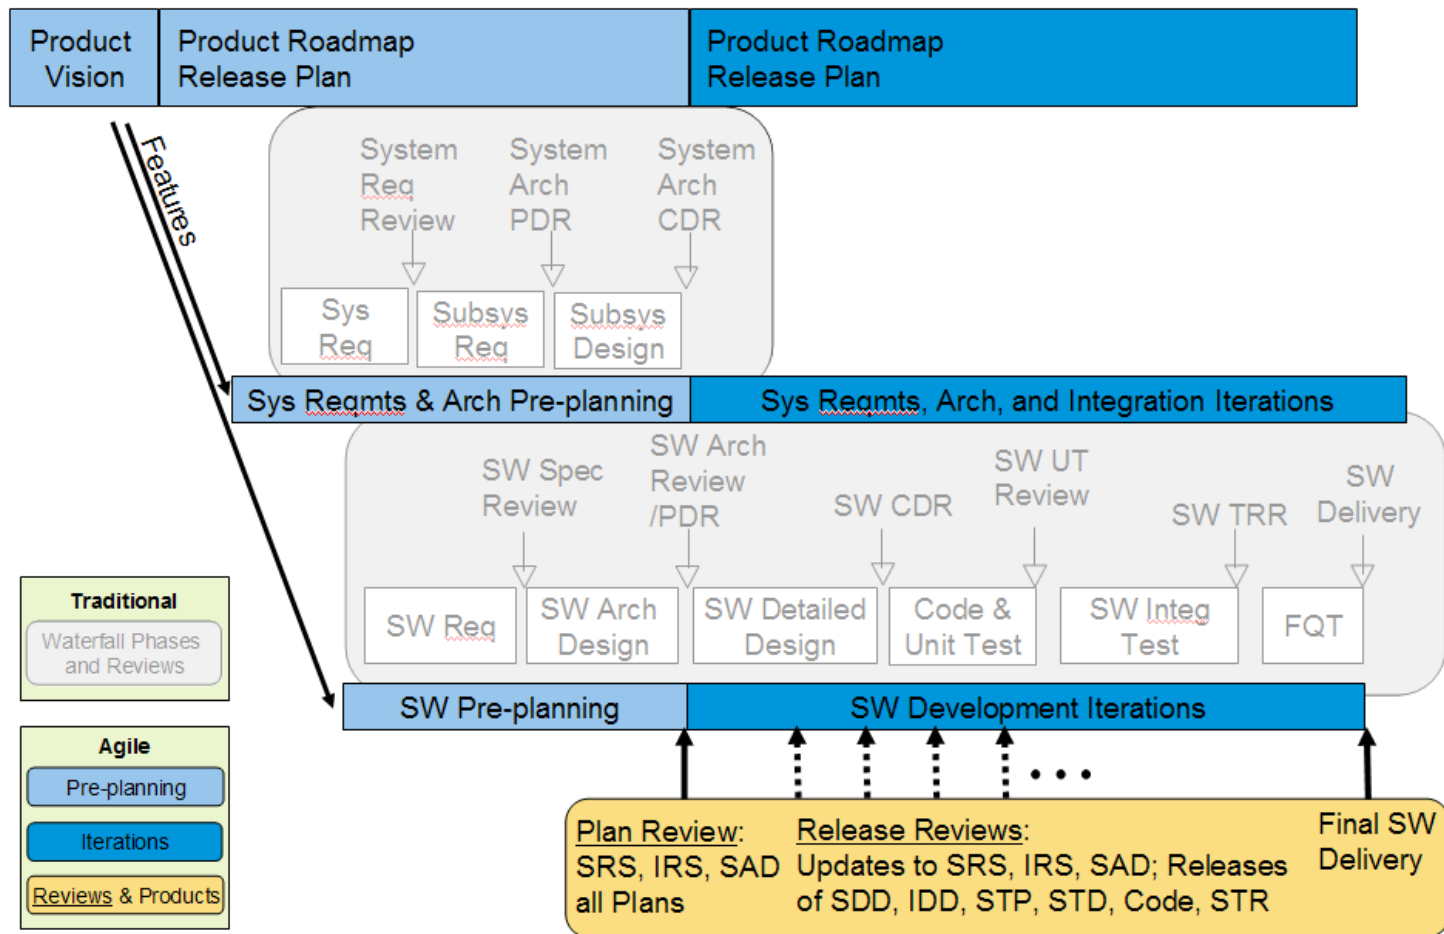 Product
Vision
Product Roadmap
Release Plan
Product Roadmap
Release Plan
Features
System
Req
Review
System
Arch
PDR
System
Arch
CDR
Sys
Req
Subsys
Req
Subsys
Design
Sys Reqmts & Arch Pre-planning
Sys Reqmts, Arch, and Integration Iterations
SW Spec
Review
SW Arch
Review
/PDR
SW CDR
SW UT
Review
SW TRR
SW
Delivery
SW Req
SW Arch
Design
SW Detailed
Design
Code &
Unit Test
SW Integ
Test
FQT
SW Pre-planning
SW Development Iterations
Traditional
Waterfall Phases
and Reviews
Agile
Pre-planning
Iterations
Reviews & Products
Plan Review:
SRS, IRS, SAD
all Plans
Release Reviews:
Updates to SRS, IRS, SAD; Releases
of SDD, IDD, STP, STD, Code, STR
Final SW
Delivery